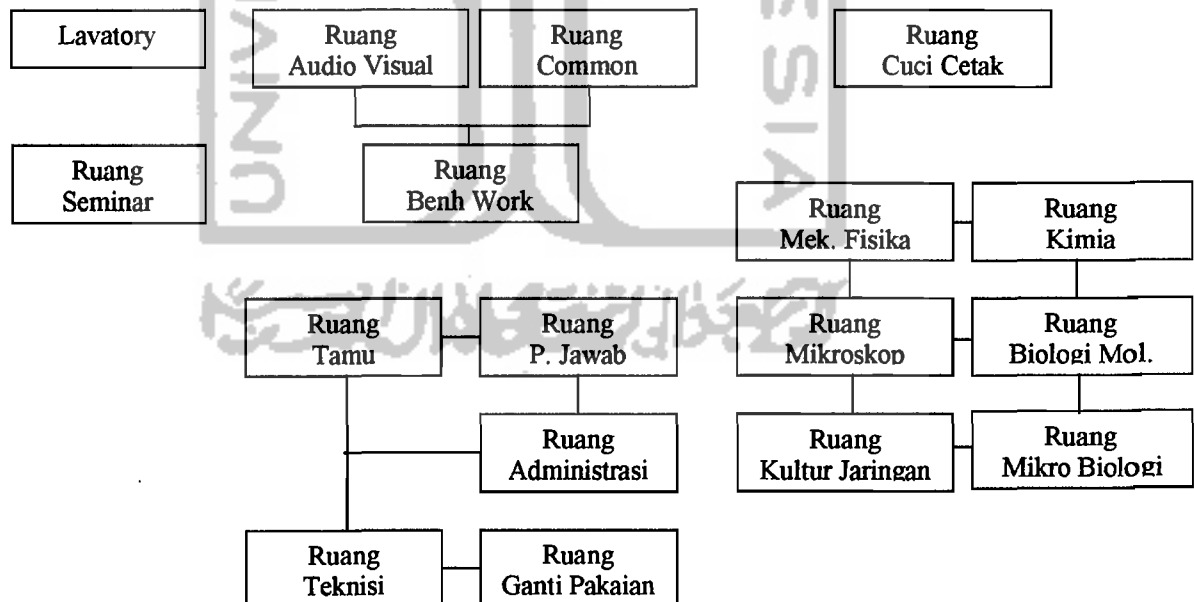 Lavatory
Ruang
Audio Visual
Ruang
Common
Ruang
Cuci Cetak
Ruang
Seminar
Ruang
Benh Work
Ruang
Mek. Fisika
Ruang
Kimia
Ruang
Tamu
Ruang
P. Jawab
Ruang
Mikroskop
Ruang
Biologi Mol.
Ruang
Administrasi
Ruang
Kultur Jaringan
Ruang
Mikro Biologi
Ruang
Teknisi
Ruang
Ganti Pakaian